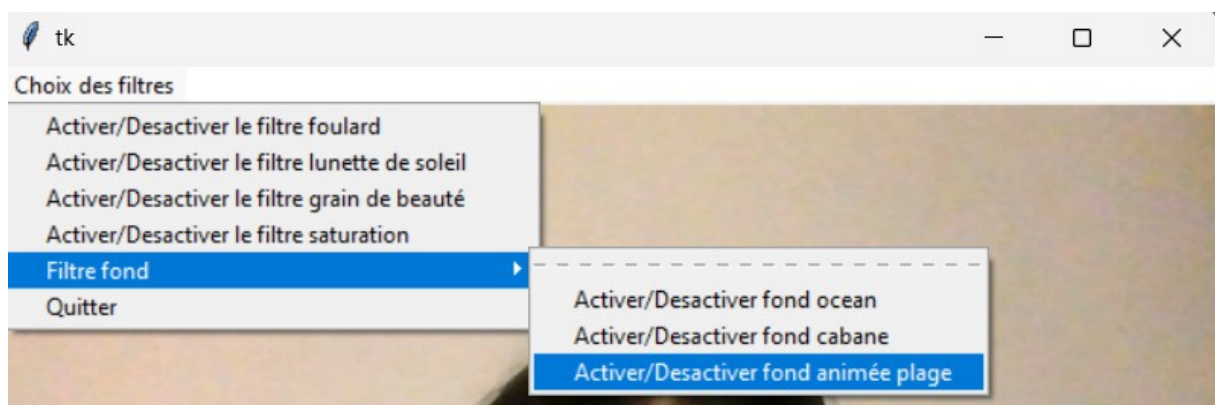 tk
Choix des filtres
Activer/Desactiver le filtre foulard
Activer/Desactiver le filtre lunette de soleil
Activer/Desactiver le filtre grain de beauté
Activer/Desactiver le filtre saturation
Filtre fond
Quitter
Activer/Desactiver fond ocean
Activer/Desactiver fond cabane
Activer/Desactiver fond animée plage